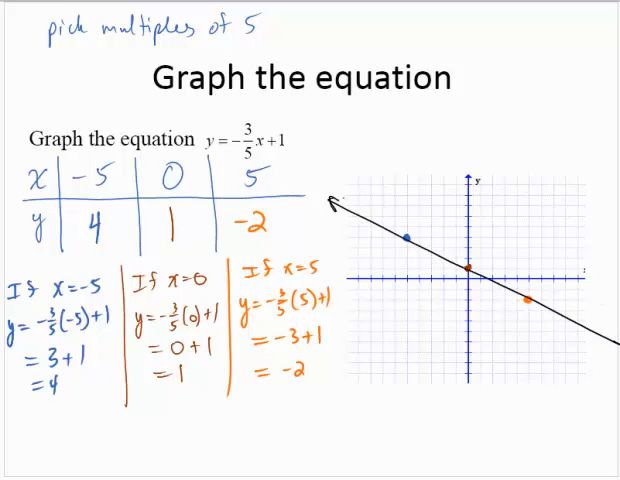 pick multiples of 5
Graph the equation
Graph the equation y = -3/5 x + 1
x -5 0 5
y 4 1 -2
If x = -5
y = -3/5 (-5) + 1
= 3 + 1
= 4
If x = 0
y = -3/5 (0) + 1
= 0 + 1
= 1
If x = 5
y = -3/5 (5) + 1
= -3 + 1
= -2
y